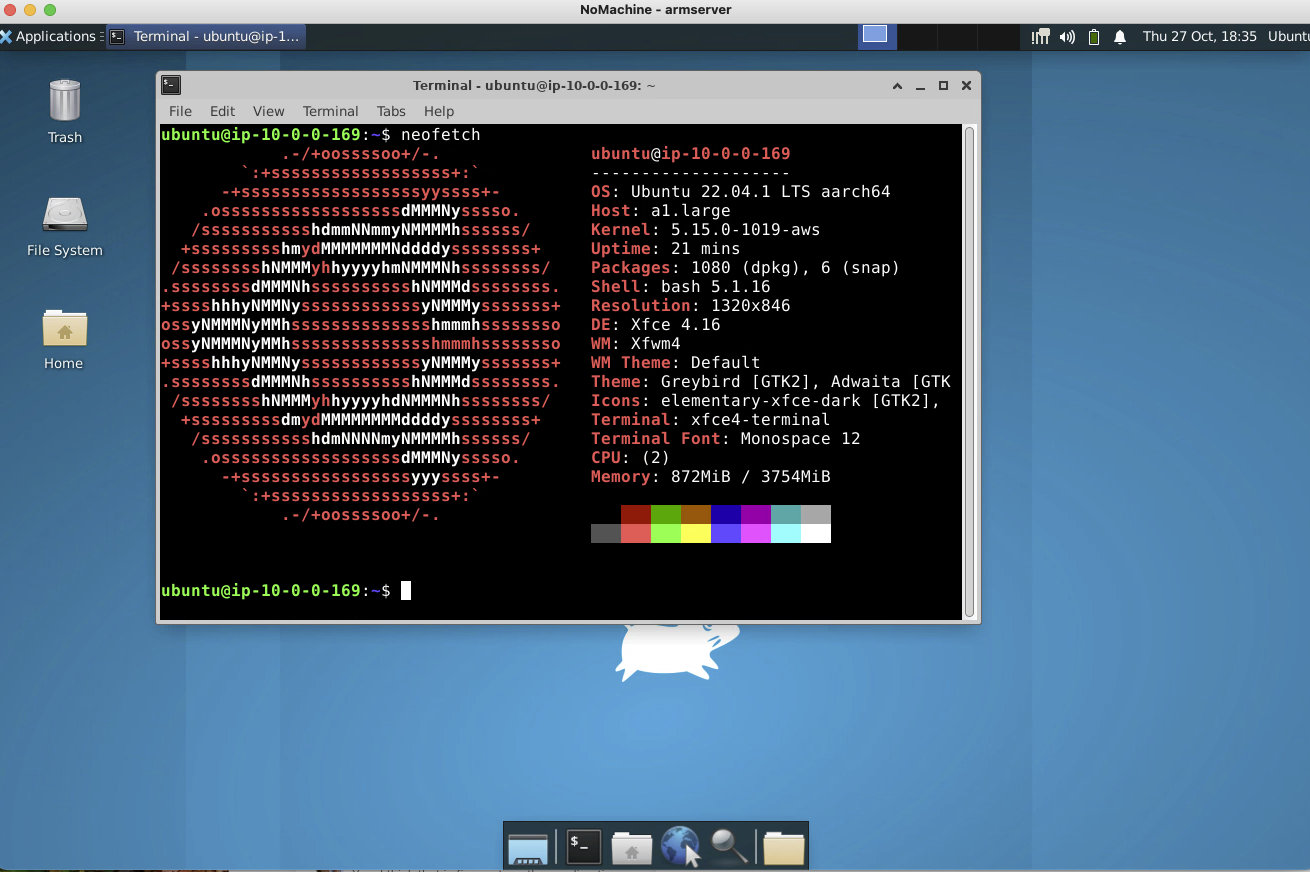 NoMachine - armserver
Applications Terminal - ubuntu@ip-1... Thu 27 Oct, 18:35 Ubuntu
Trash
File System
Home
Terminal - ubuntu@ip-10-0-0-169: ~
File Edit View Terminal Tabs Help
ubuntu@ip-10-0-0-169:~$ neofetch
.-/+oossssoo+/-. ubuntu@ip-10-0-0-169
`:+ssssssssssssssssss+:` --------------------
-+ssssssssssssssssssyyssss+- OS: Ubuntu 22.04.1 LTS aarch64
.ossssssssssssssssssdMMMNysssso. Host: a1.large
/ssssssssssshdmmNNmmyNMMMMhssssss/ Kernel: 5.15.0-1019-aws
+ssssssssshmydMMMMMMMNddddyssssssss+ Uptime: 21 mins
/sssssssshNMMMyhhyyyyhmNMMMNhssssssss/ Packages: 1080 (dpkg), 6 (snap)
.ssssssssdMMMNhsssssssssshNMMMdssssssss. Shell: bash 5.1.16
+sssshhhyNMMNyssssssssssssyNMMMysssssss+ Resolution: 1320x846
ossyNMMMNyMMhsssssssssssssshmmmhssssssso DE: Xfce 4.16
ossyNMMMNyMMhsssssssssssssshmmmhssssssso WM: Xfwm4
+sssshhhyNMMNyssssssssssssyNMMMysssssss+ WM Theme: Default
.ssssssssdMMMNhsssssssssshNMMMdssssssss. Theme: Greybird [GTK2], Adwaita [GTK
/sssssssshNMMMyhhyyyyhdNMMMNhssssssss/ Icons: elementary-xfce-dark [GTK2],
+sssssssssdmydMMMMMMMMddddyssssssss+ Terminal: xfce4-terminal
/ssssssssssshdmNNNNmyNMMMMhssssss/ Terminal Font: Monospace 12
.ossssssssssssssssssdMMMNysssso. CPU: (2)
-+sssssssssssssssssyyyssss+- Memory: 872MiB / 3754MiB
`:+ssssssssssssssssss+:`
.-/+oossssoo+/-.
ubuntu@ip-10-0-0-169:~$